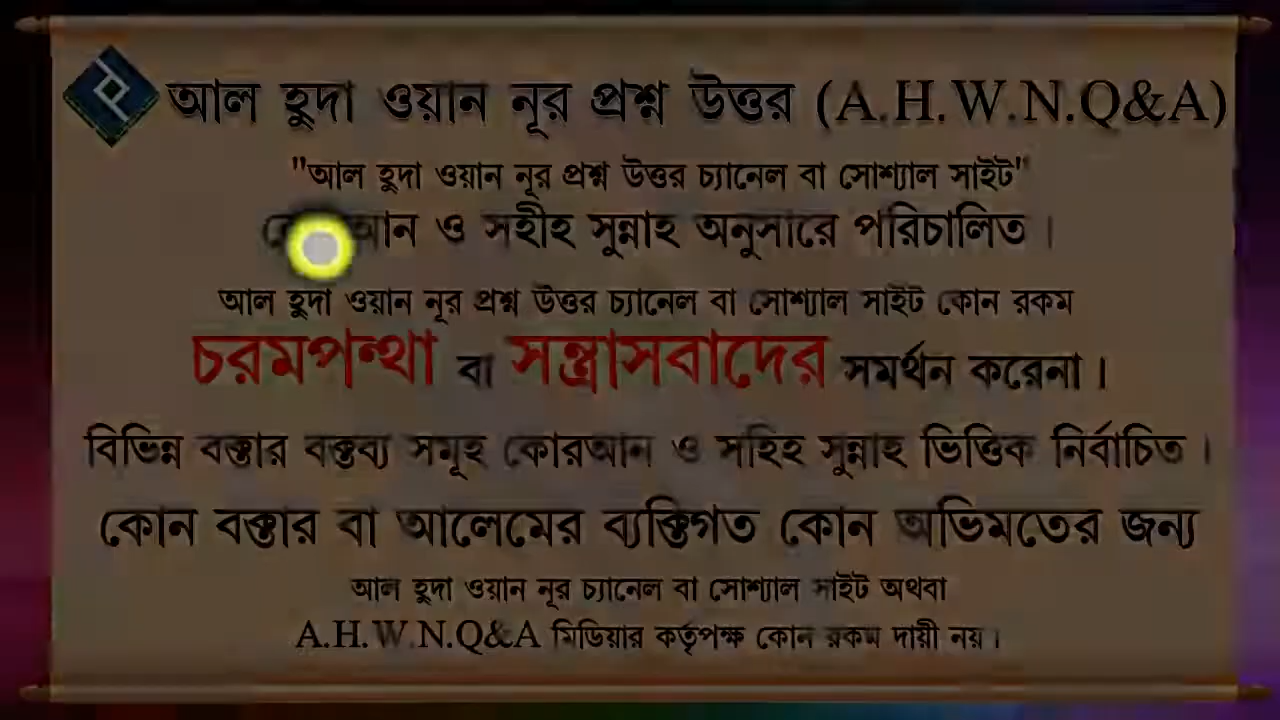 আল হুদা ওয়ান নূর প্রশ্ন উত্তর (A.H.W.N.Q&A)
"আল হুদা ওয়ান নূর প্রশ্ন উত্তর চ্যানেল বা সোশ্যাল সাইট"
ও সহীহ সুন্নাহ অনুসারে পরিচালিত ।
আল হুদা ওয়ান নূর প্রশ্ন উত্তর চ্যানেল বা সোশ্যাল সাইট কোন রকম
চরমপন্থা বা সন্ত্রাসবাদের সমর্থন করেনা ।
বিভিন্ন বক্তার বক্তব্য সমূহ কোরআন ও সহিহ সুন্নাহ ভিত্তিক নির্বাচিত ।
কোন বক্তার বা আলেমের ব্যক্তিগত কোন অভিমতের জন্য
আল হুদা ওয়ান নূর চ্যানেল বা সোশ্যাল সাইট অথবা
A.H.W.N.Q&A মিডিয়ার কর্তৃপক্ষ কোন রকম দায়ী নয় ।